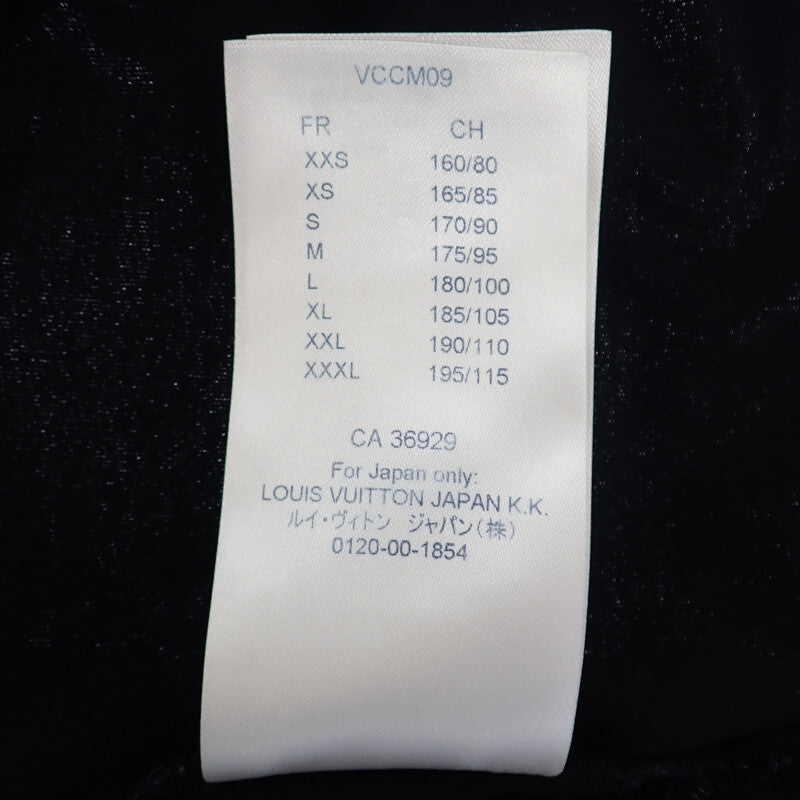 VCCM09
FR CH
XXS 160/80
XS 165/85
S 170/90
M 175/95
L 180/100
XL 185/105
XXL 190/110
XXXL 195/115
CA 36929
For Japan only:
LOUIS VUITTON JAPAN K.K.
ルイ・ヴィトン ジャパン(株)
0120-00-1854